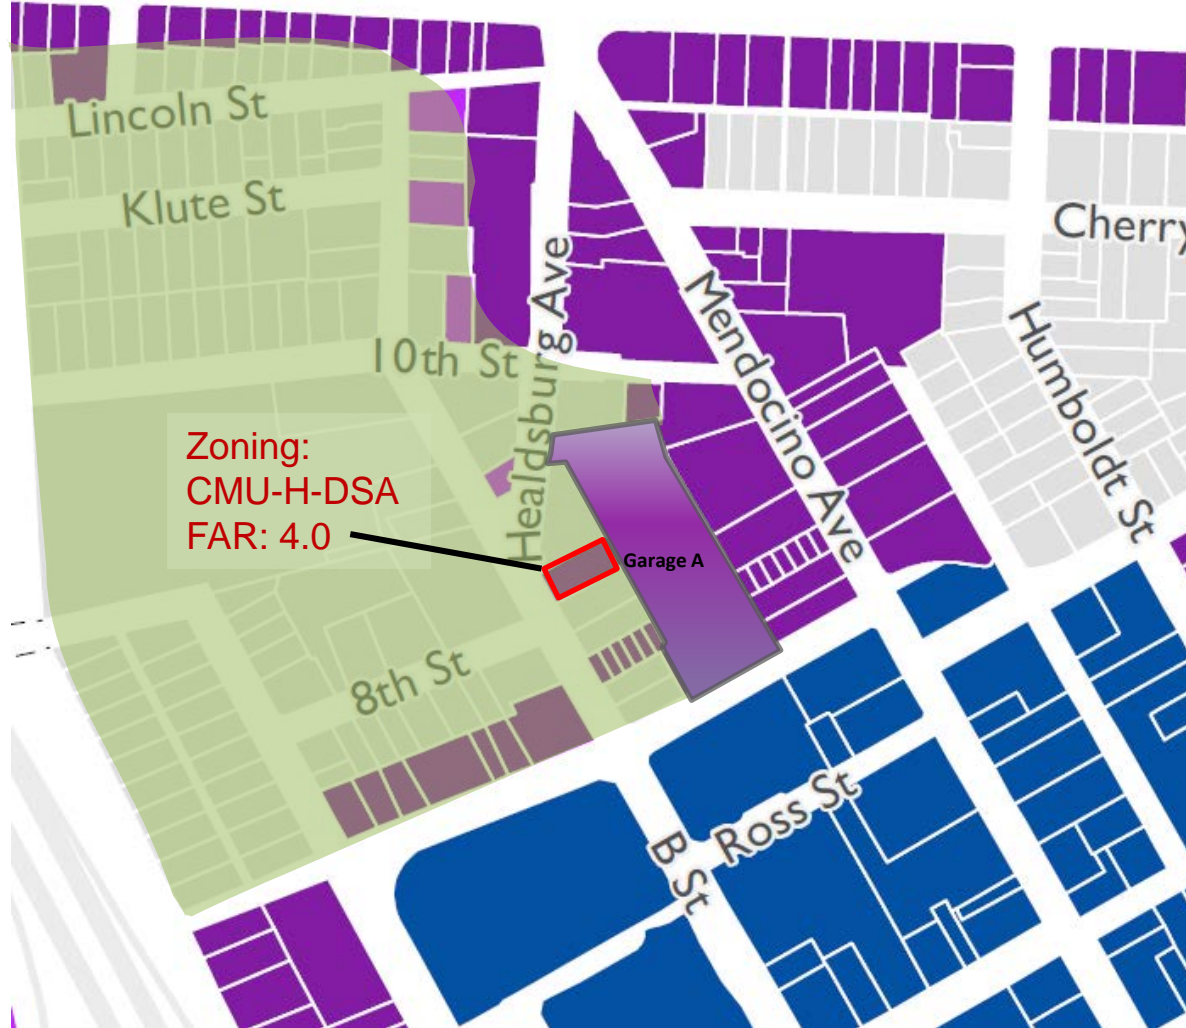 Lincoln St
Klute St
Cherry
Healdsburg Ave
Mendocino Ave
Humboldt St
10th St
Zoning:
CMU-H-DSA
FAR: 4.0
Garage A
8th St
Ross St
B St